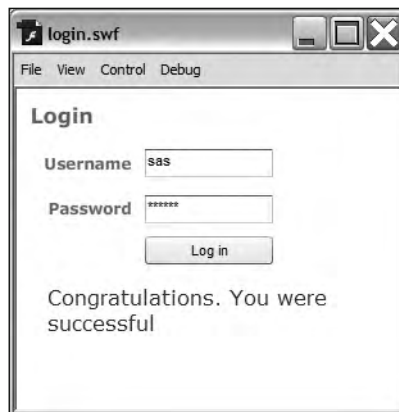 login.swf
File View Control Debug
Login
Username sas
Password ******
Log in
Congratulations. You were
successful